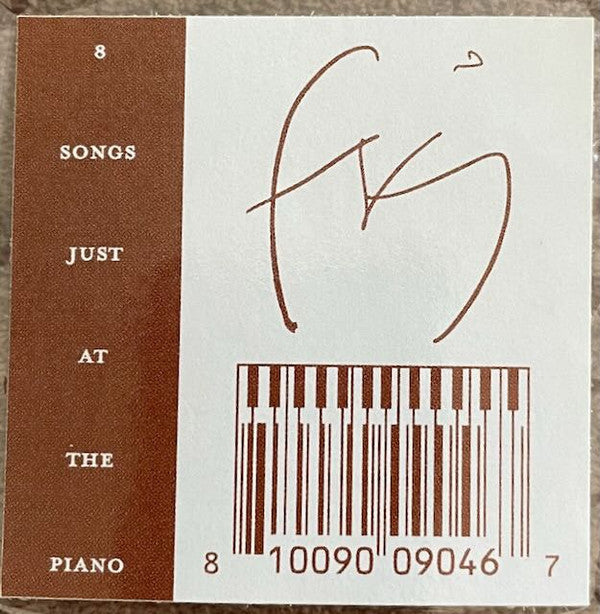 8
SONGS
JUST
AT
THE
PIANO
8 10090 09046 7